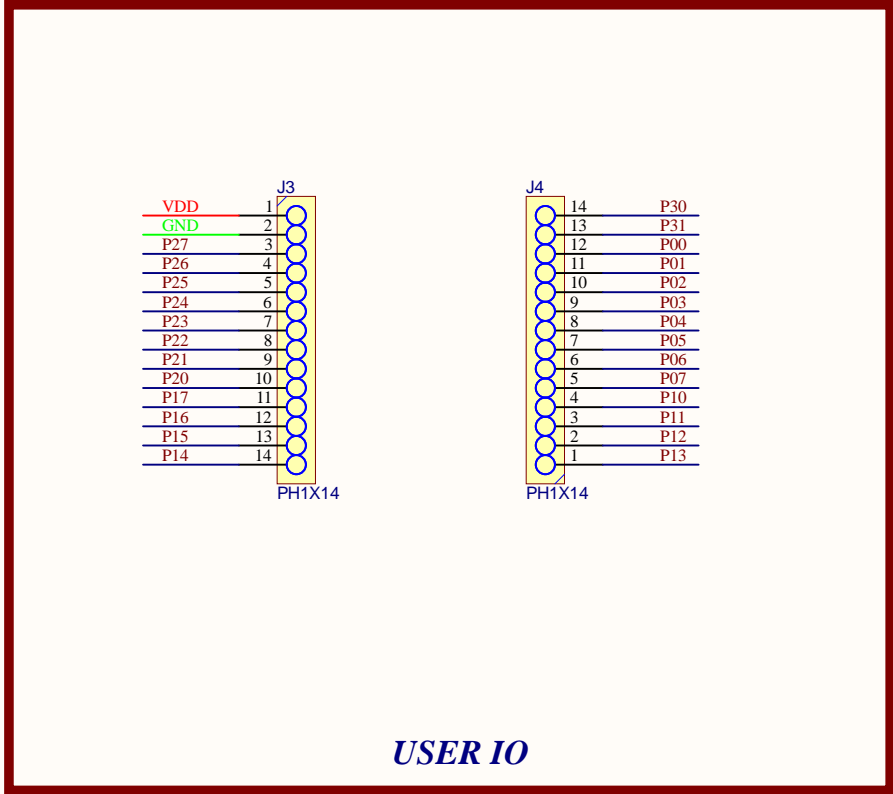 J3 J4
VDD 1 14 P30
GND 2 13 P31
P27 3 12 P00
P26 4 11 P01
P25 5 10 P02
P24 6 9 P03
P23 7 8 P04
P22 8 7 P05
P21 9 6 P06
P20 10 5 P07
P17 11 4 P10
P16 12 3 P11
P15 13 2 P12
P14 14 1 P13
PH1X14 PH1X14
USER IO